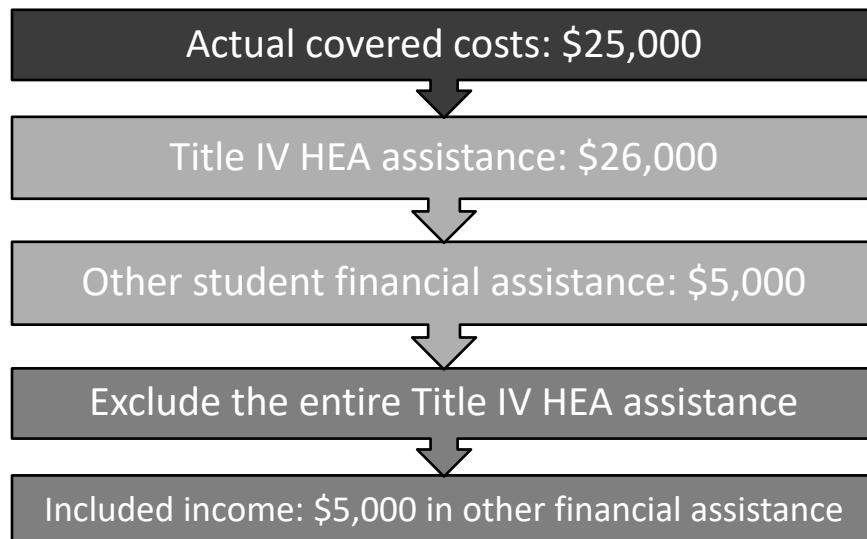 Actual covered costs: $25,000
Title IV HEA assistance: $26,000
Other student financial assistance: $5,000
Exclude the entire Title IV HEA assistance
Included income: $5,000 in other financial assistance